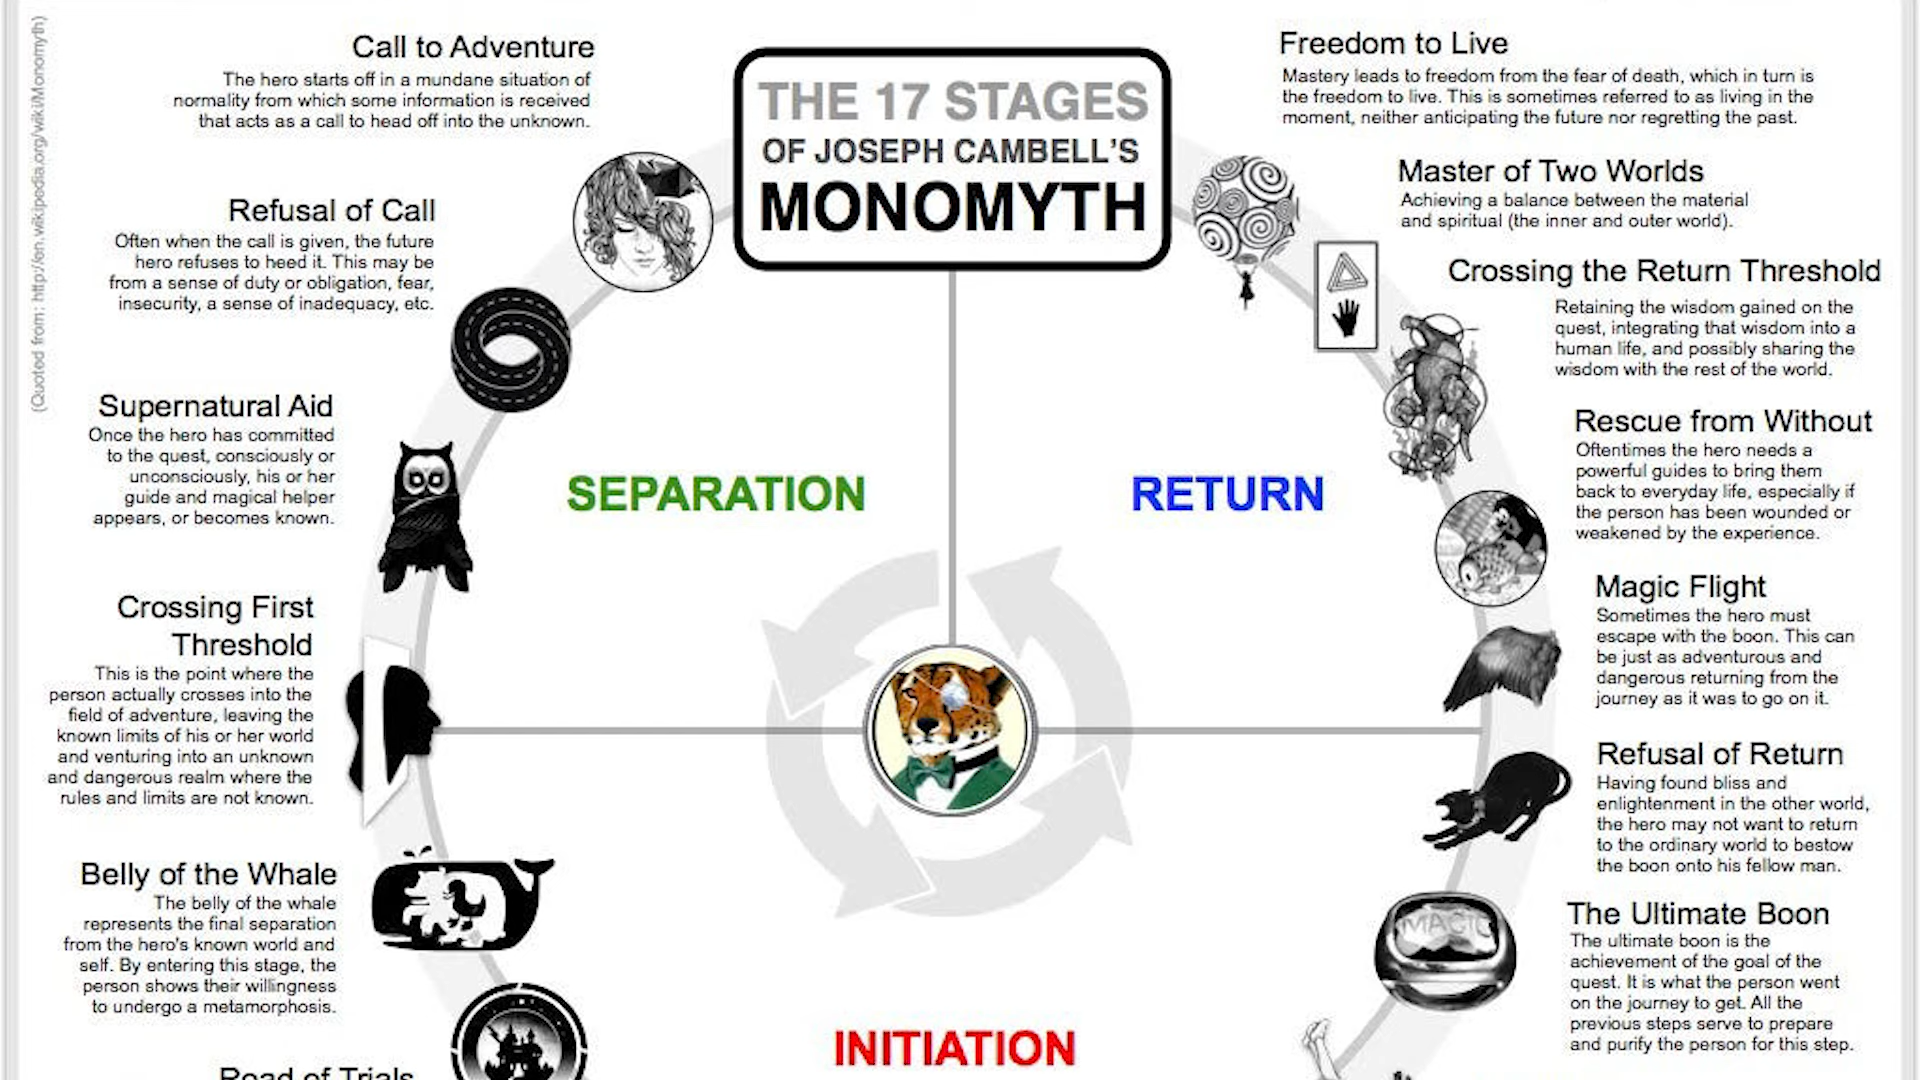 (Quoted from: http://en.wikipedia.org/wiki/Monomyth)
THE 17 STAGES
OF JOSEPH CAMBELL'S
MONOMYTH
Call to Adventure
The hero starts off in a mundane situation of
normality from which some information is received
that acts as a call to head off into the unknown.
Refusal of Call
Often when the call is given, the future
hero refuses to heed it. This may be
from a sense of duty or obligation, fear,
insecurity, a sense of inadequacy, etc.
Supernatural Aid
Once the hero has committed
to the quest, consciously or
unconsciously, his or her
guide and magical helper
appears, or becomes known.
Crossing First
Threshold
This is the point where the
person actually crosses into the
field of adventure, leaving the
known limits of his or her world
and venturing into an unknown
and dangerous realm where the
rules and limits are not known.
Belly of the Whale
The belly of the whale
represents the final separation
from the hero's known world and
self. By entering this stage, the
person shows their willingness
to undergo a metamorphosis.
Road of Trials
SEPARATION
RETURN
INITIATION
Freedom to Live
Mastery leads to freedom from the fear of death, which in turn is
the freedom to live. This is sometimes referred to as living in the
moment, neither anticipating the future nor regretting the past.
Master of Two Worlds
Achieving a balance between the material
and spiritual (the inner and outer world).
Crossing the Return Threshold
Retaining the wisdom gained on the
quest, integrating that wisdom into a
human life, and possibly sharing the
wisdom with the rest of the world.
Rescue from Without
Oftentimes the hero needs a
powerful guides to bring them
back to everyday life, especially if
the person has been wounded or
weakened by the experience.
Magic Flight
Sometimes the hero must
escape with the boon. This can
be just as adventurous and
dangerous returning from the
journey as it was to go on it.
Refusal of Return
Having found bliss and
enlightenment in the other world,
the hero may not want to return
to the ordinary world to bestow
the boon onto his fellow man.
MAGIC
The Ultimate Boon
The ultimate boon is the
achievement of the goal of the
quest. It is what the person went
on the journey to get. All the
previous steps serve to prepare
and purify the person for this step.